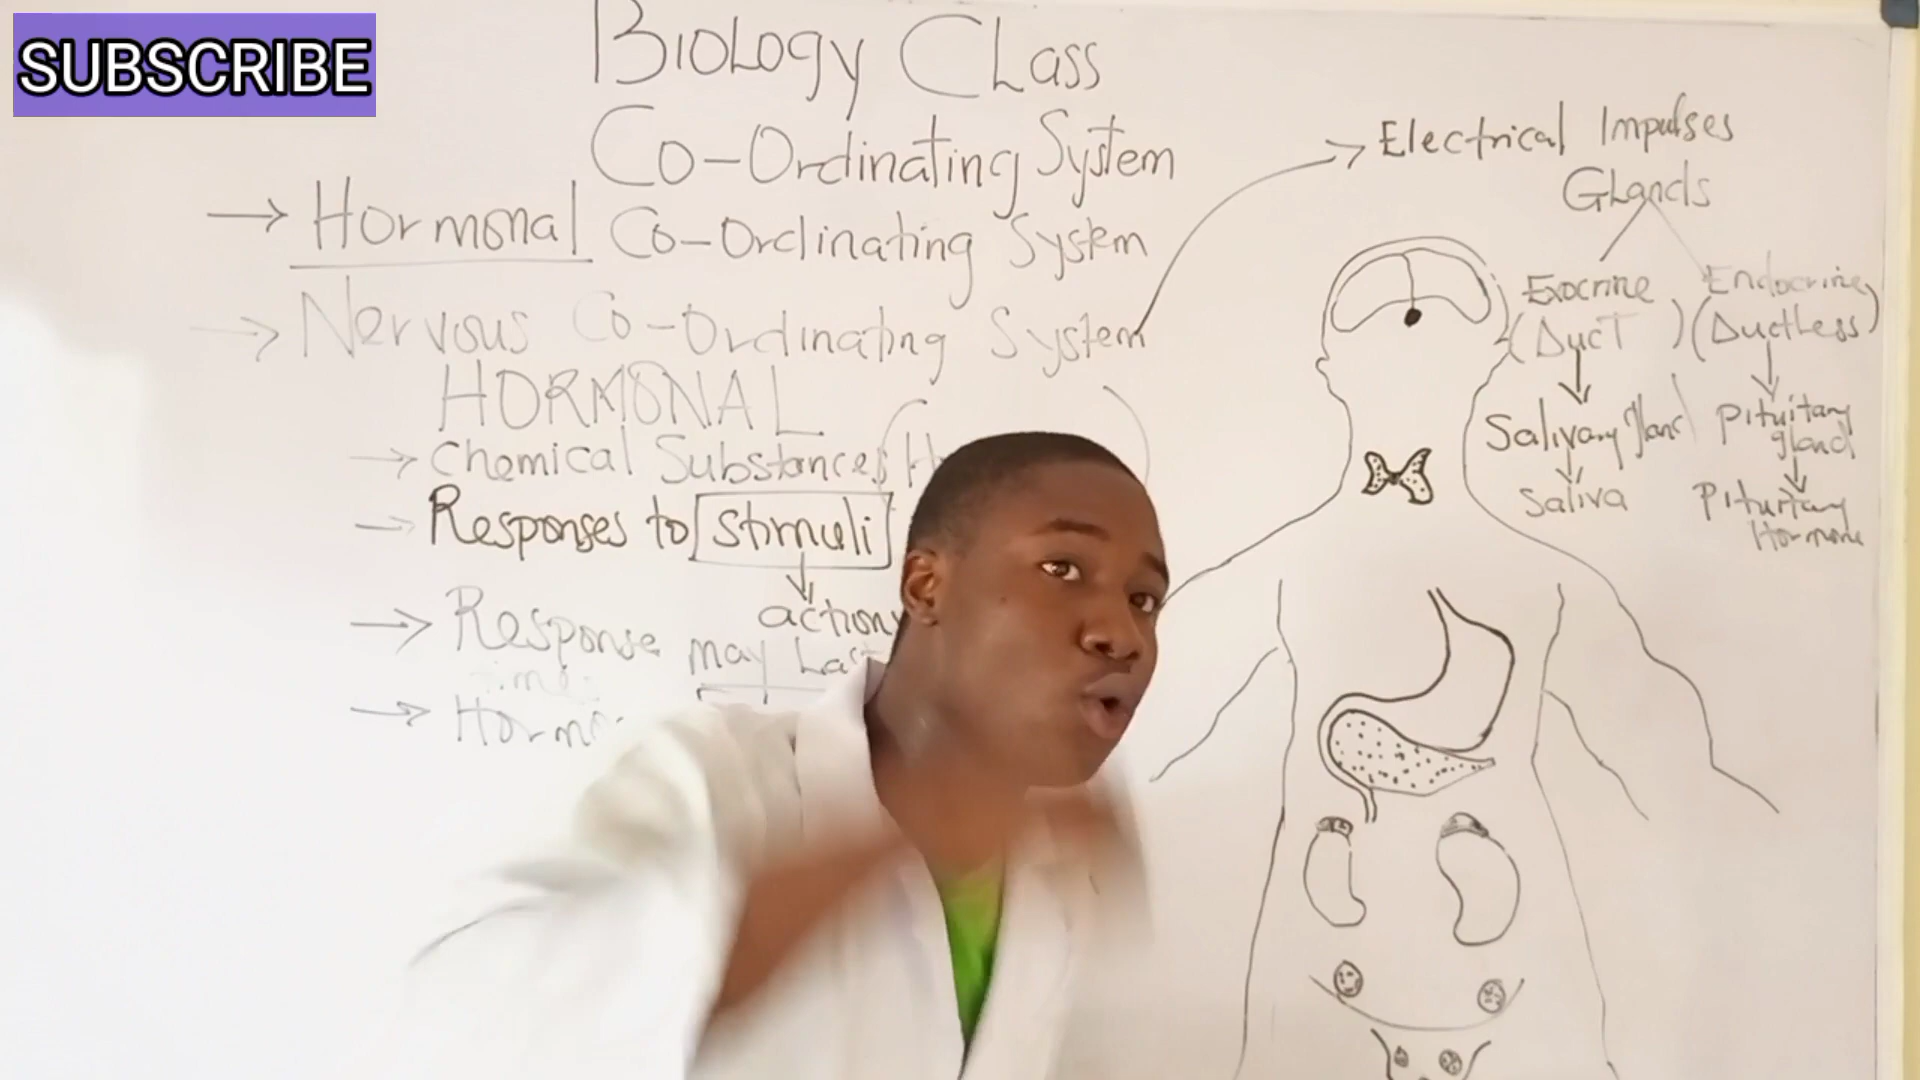 SUBSCRIBE
Biology CLass
Co-Ordinating System
→ Hormonal Co-Ordinating System
→ Nervous Co-Ordinating System
HORMONAL
→ Chemical Substances
→ Responses to stimuli
action
→ Response may Last
→
→ Electrical Impulses
GLands
Exocrine
(Duct)
Salivary gland
Saliva
Endocrine
(Ductless)
Pituitary
gland
Pituitary
Hormone